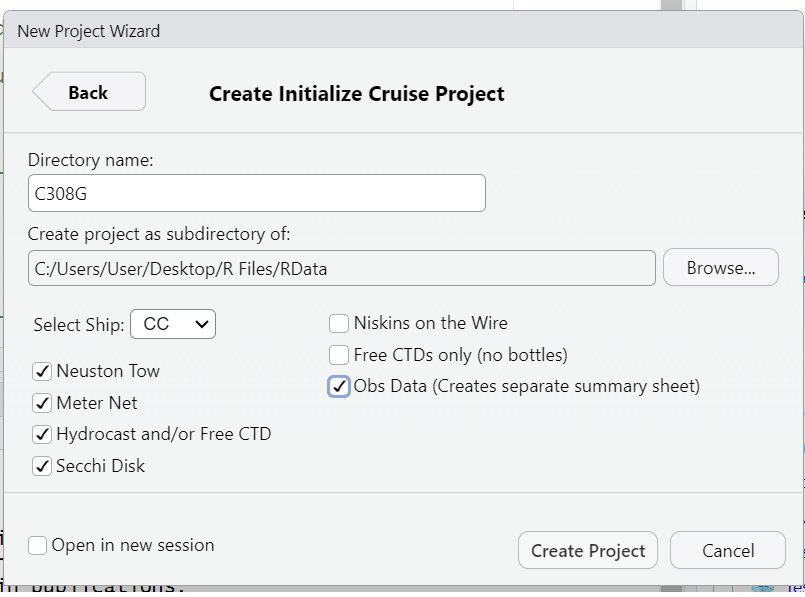 New Project Wizard
Back
Create Initialize Cruise Project
Directory name:
C308G
Create project as subdirectory of:
C:/Users/User/Desktop/R Files/RData
Browse...
Select Ship: CC
Neuston Tow
Meter Net
Hydrocast and/or Free CTD
Secchi Disk
Niskins on the Wire
Free CTDs only (no bottles)
Obs Data (Creates separate summary sheet)
Open in new session
Create Project
Cancel
in publications.